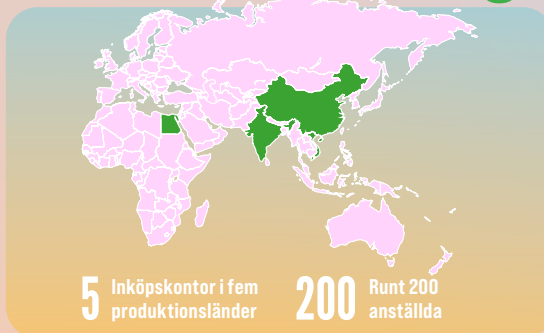 5 Inköpskontor i fem
produktionsländer
200 Runt 200
anställda